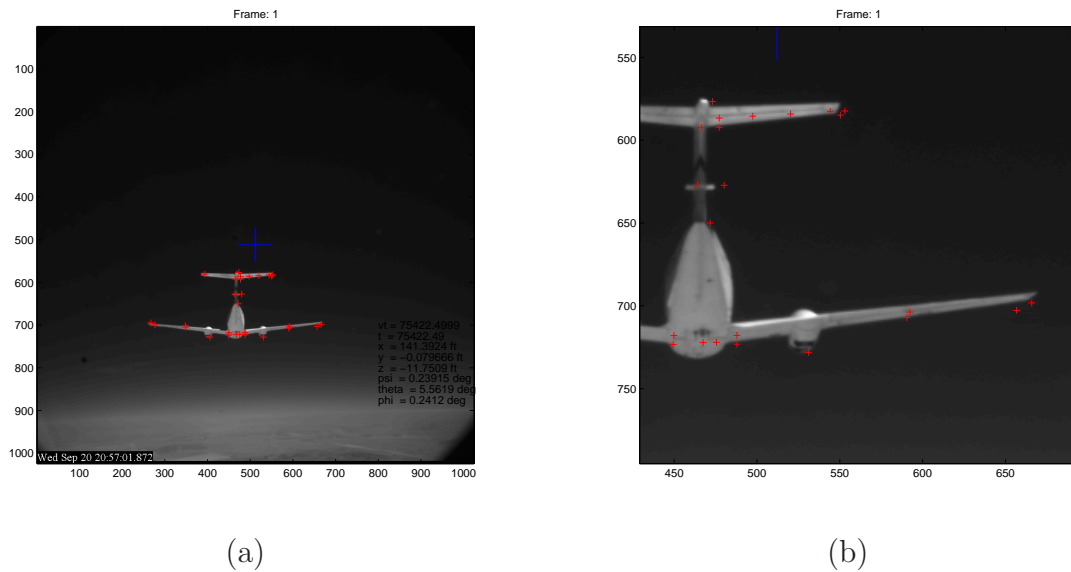 Frame: 1
100
200
300
400
500
600
700
800
900
1000
100 200 300 400 500 600 700 800 900 1000
vt = 75422.4999
t = 75422.49
x = 141.3924 ft
y = −0.079666 ft
z = −11.7509 ft
psi = 0.23915 deg
theta = 5.5619 deg
phi = 0.2412 deg
Wed Sep 20 20:57:01.872
(a)
Frame: 1
550
600
650
700
750
450 500 550 600 650
(b)